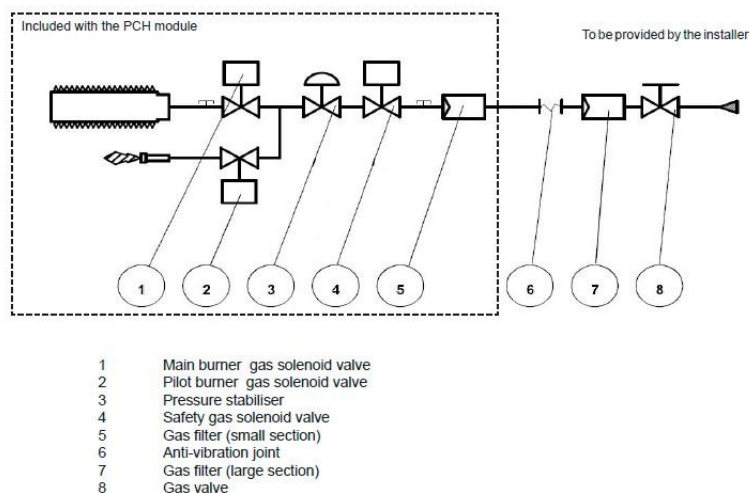 Included with the PCH module
To be provided by the installer
1 2 3 4 5 6 7 8
1 Main burner gas solenoid valve
2 Pilot burner gas solenoid valve
3 Pressure stabiliser
4 Safety gas solenoid valve
5 Gas filter (small section)
6 Anti-vibration joint
7 Gas filter (large section)
8 Gas valve